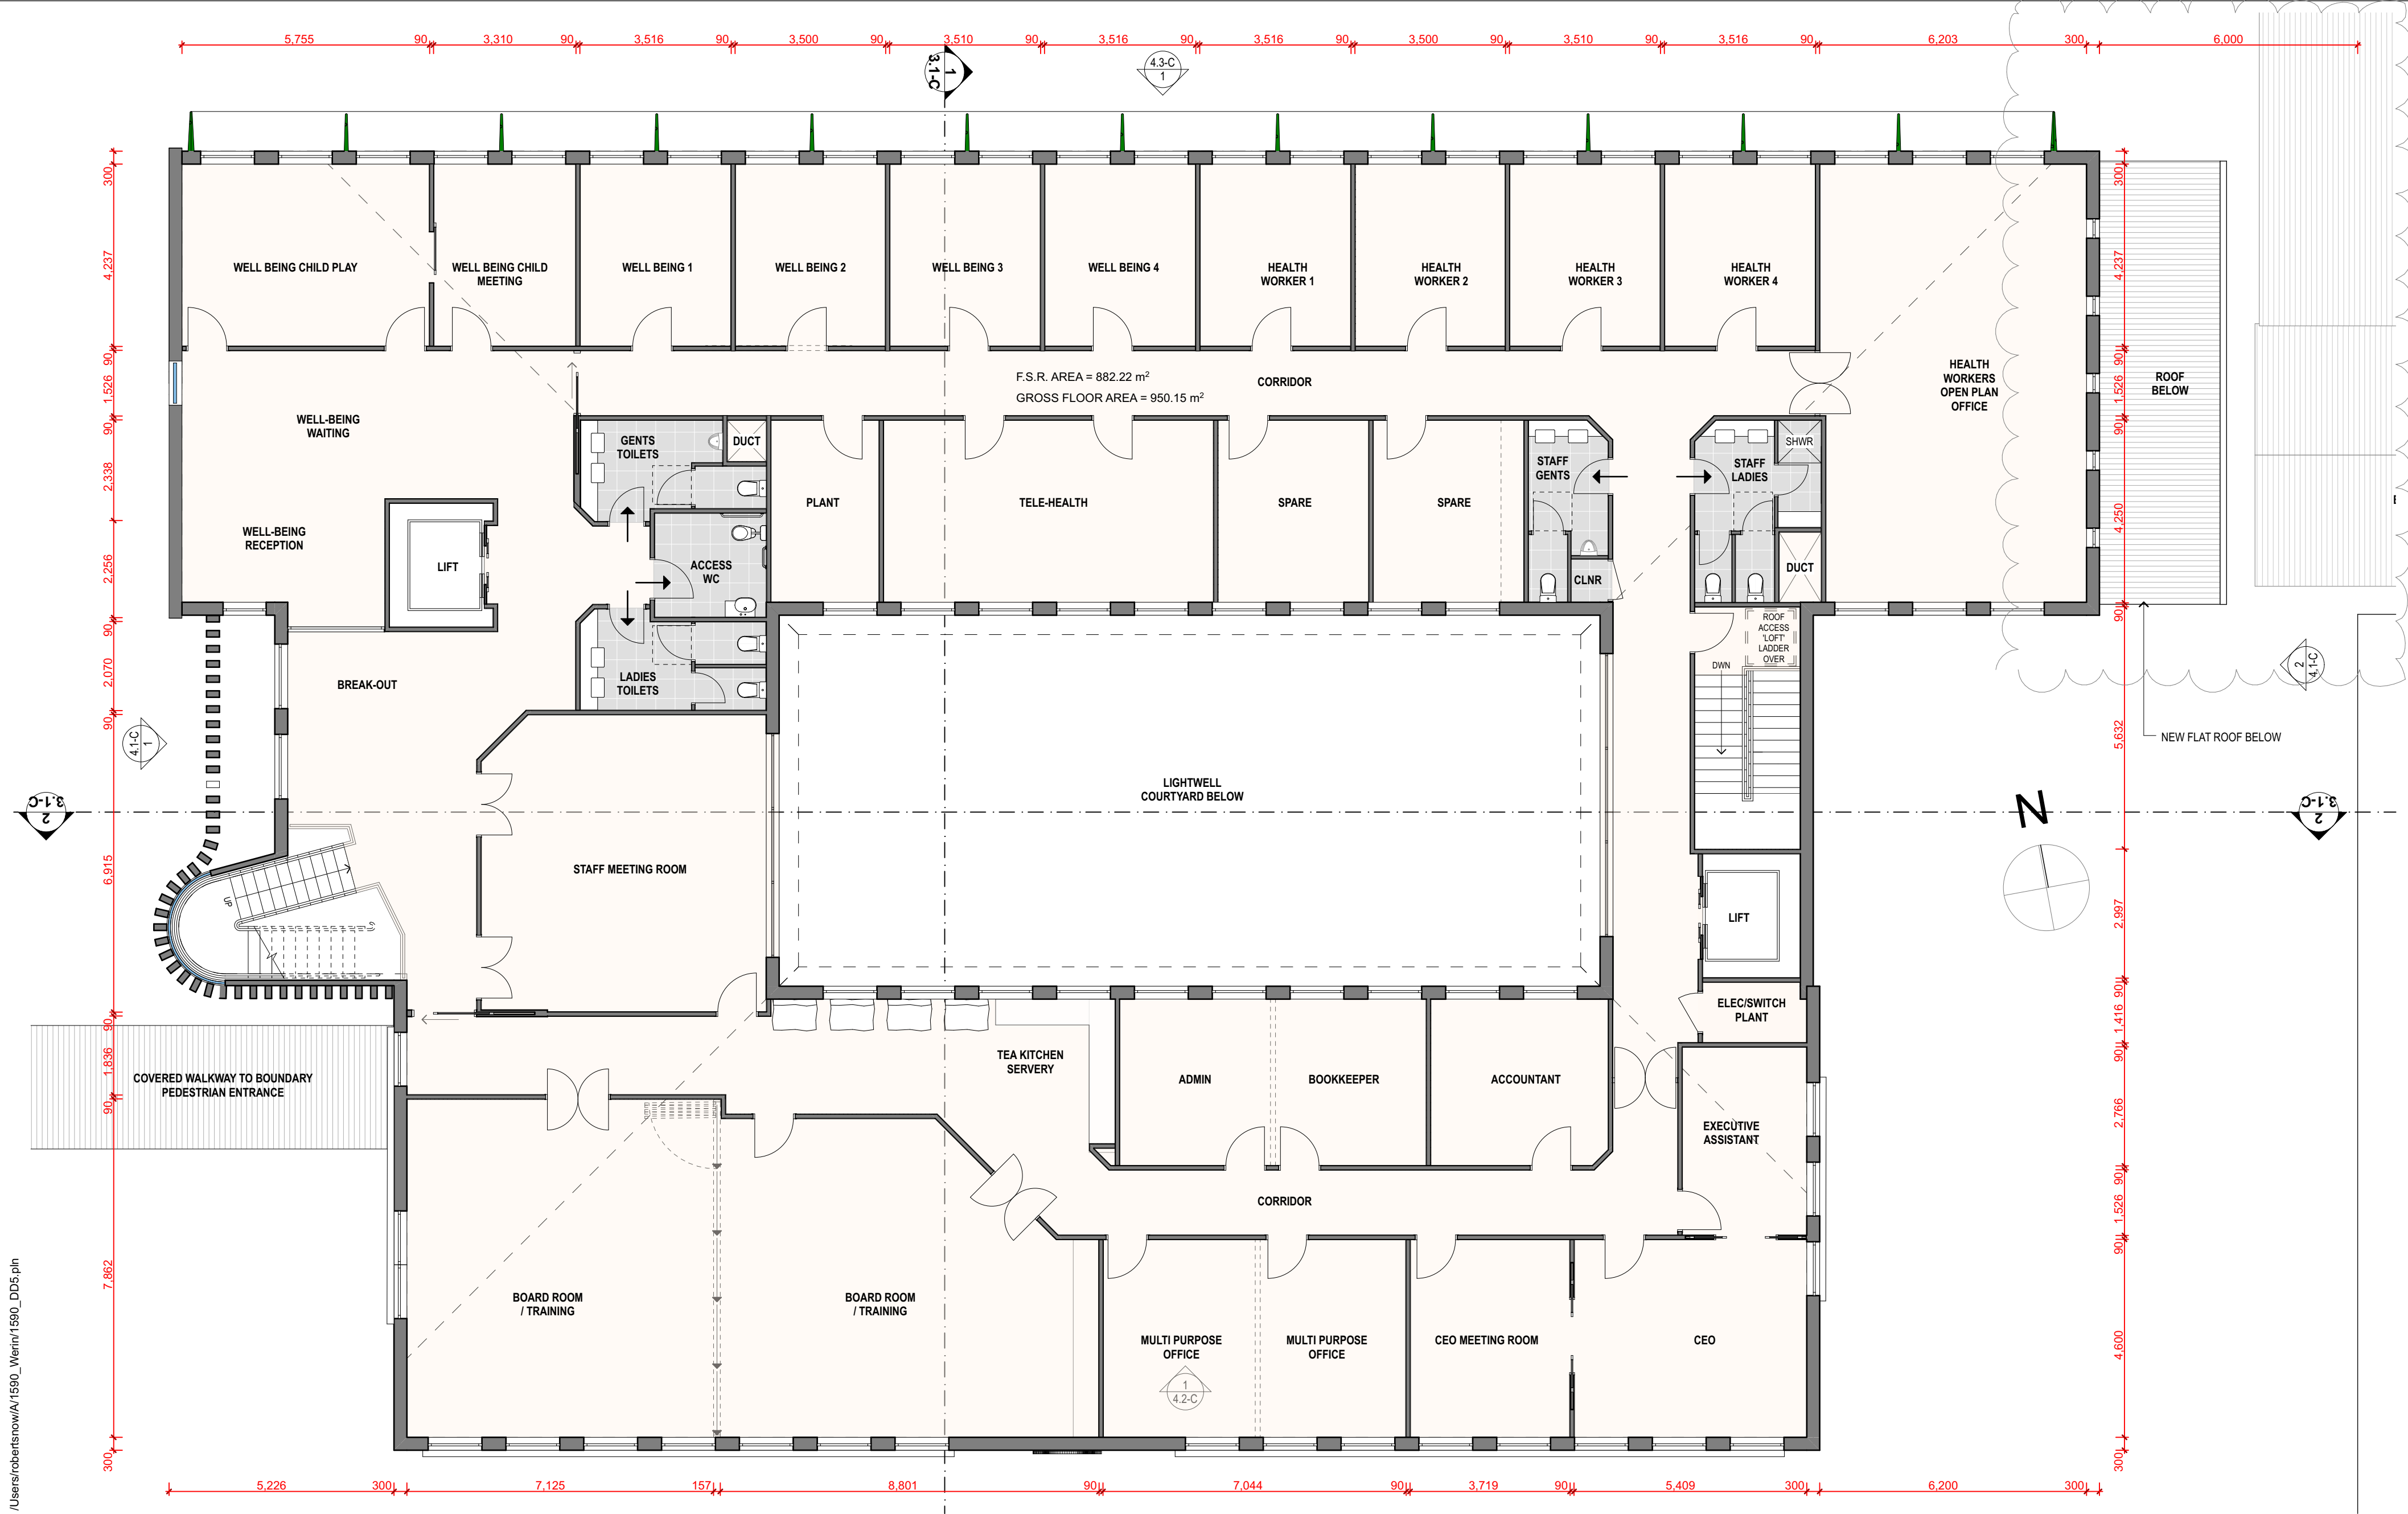 5,755 90 3,310 90 3,516 90 3,500 90 3,510 90 3,516 90 3,516 90 3,500 90 3,510 90 3,516 90 6,203 300 6,000
1
3.1-C
4.3-C
1
300
4,237
90
1,526
90
2,338
2,256
90
2,070
90
6,915
90
1,836
90
7,862
300
WELL BEING CHILD PLAY
WELL BEING CHILD
MEETING
WELL BEING 1
WELL BEING 2
WELL BEING 3
WELL BEING 4
HEALTH
WORKER 1
HEALTH
WORKER 2
HEALTH
WORKER 3
HEALTH
WORKER 4
F.S.R. AREA = 882.22 m²
GROSS FLOOR AREA = 950.15 m²
CORRIDOR
HEALTH
WORKERS
OPEN PLAN
OFFICE
ROOF
BELOW
WELL-BEING
WAITING
GENTS
TOILETS
DUCT
PLANT
TELE-HEALTH
SPARE
SPARE
STAFF
GENTS
STAFF
LADIES
SHWR
WELL-BEING
RECEPTION
LIFT
ACCESS
WC
CLNR
DUCT
ROOF
ACCESS
'LOFT'
LADDER
OVER
DWN
BREAK-OUT
LADIES
TOILETS
4.1-C
1
2
4.1-C
NEW FLAT ROOF BELOW
LIGHTWELL
COURTYARD BELOW
3.1-C
2
N
3.1-C
2
STAFF MEETING ROOM
UP
LIFT
ELEC/SWITCH
PLANT
COVERED WALKWAY TO BOUNDARY
PEDESTRIAN ENTRANCE
TEA KITCHEN
SERVERY
ADMIN
BOOKKEEPER
ACCOUNTANT
EXECUTIVE
ASSISTANT
CORRIDOR
BOARD ROOM
/ TRAINING
BOARD ROOM
/ TRAINING
MULTI PURPOSE
OFFICE
MULTI PURPOSE
OFFICE
CEO MEETING ROOM
CEO
1
4.2-C
300
4,237
90
1,526
90
4,250
90
5,632
2,997
90
1,416
90
2,766
90
1,526
90
4,600
300
5,226 300 7,125 157 8,801 90 7,044 90 3,719 90 5,409 300 6,200 300
/Users/robertsnow/A/1590_Werin/1590_DD5.pln